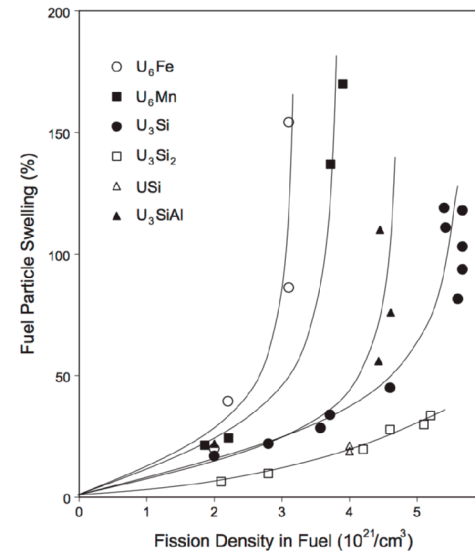 200
150
100
50
0
Fuel Particle Swelling (%)
U₆Fe
U₆Mn
U₃Si
U₃Si₂
USi
U₃SiAl
0 1 2 3 4 5
Fission Density in Fuel (10²¹/cm³)